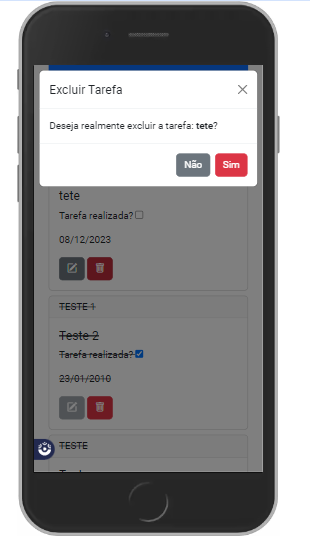 Excluir Tarefa
Deseja realmente excluir a tarefa: tete?
Não Sim
tete
Tarefa realizada?
08/12/2023
TESTE 1
Teste 2
Tarefa realizada?
23/01/2010
TESTE